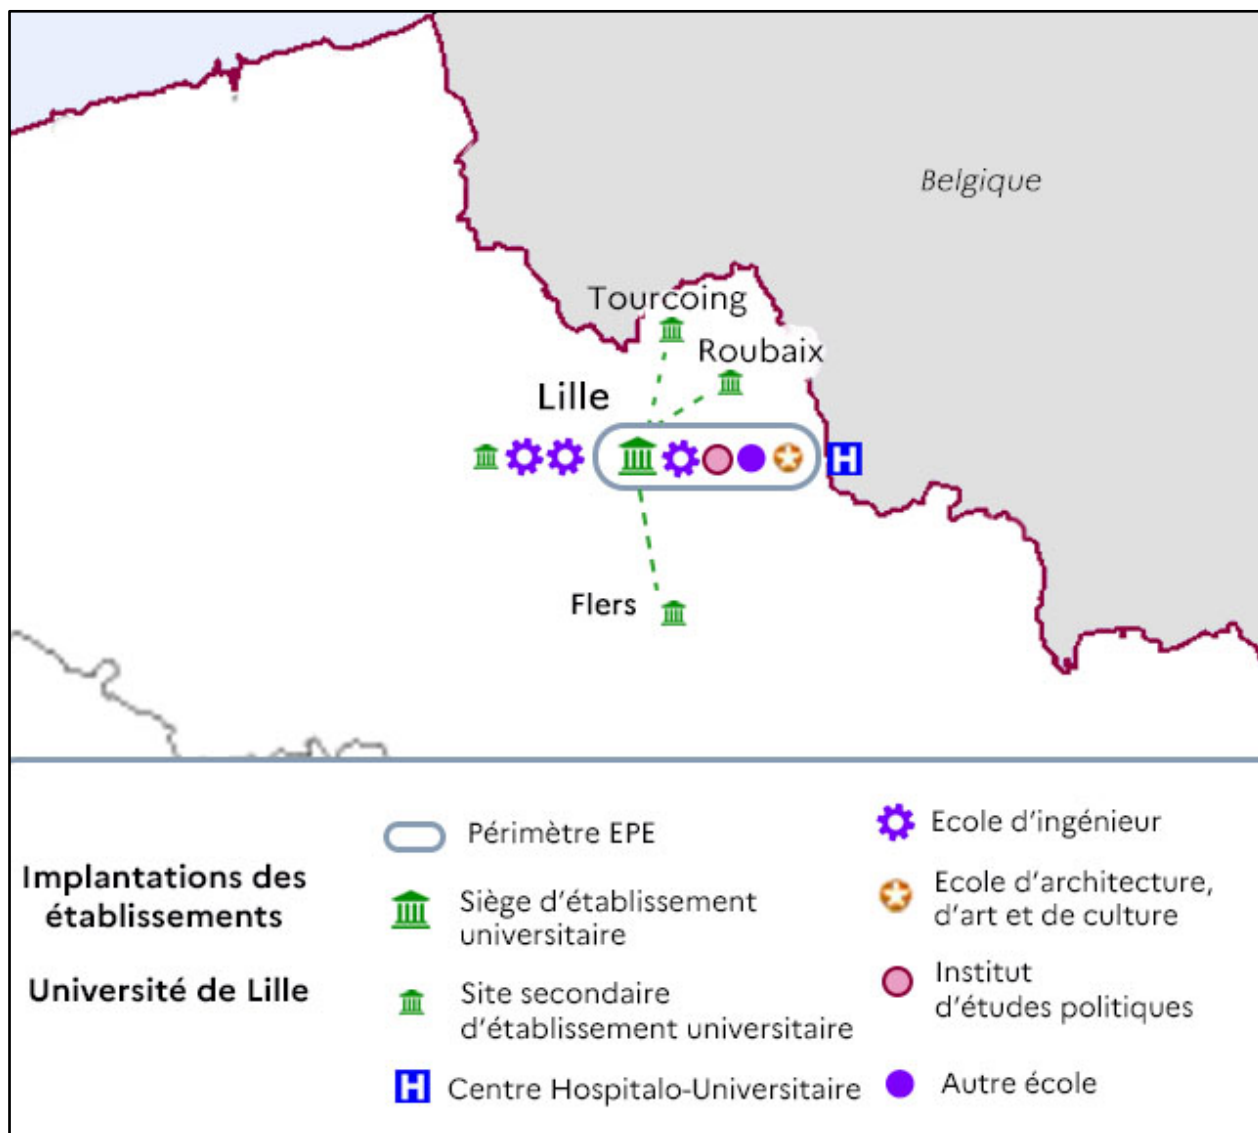 Belgique
Tourcoing
Roubaix
Lille
H
Flers
Implantations des
établissements
Université de Lille
Périmètre EPE
Siège d'établissement
universitaire
Site secondaire
d'établissement universitaire
H Centre Hospitalo-Universitaire
Ecole d'ingénieur
Ecole d'architecture,
d'art et de culture
Institut
d'études politiques
Autre école